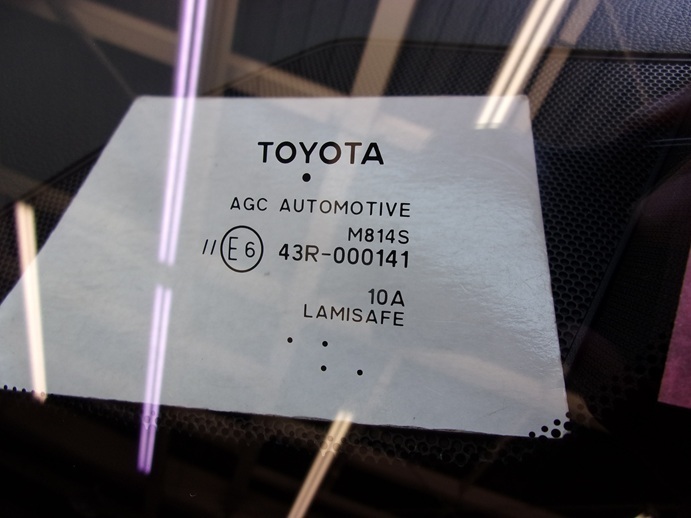 TOYOTA
AGC AUTOMOTIVE
M814S
// E6 43R-000141
10A
LAMISAFE